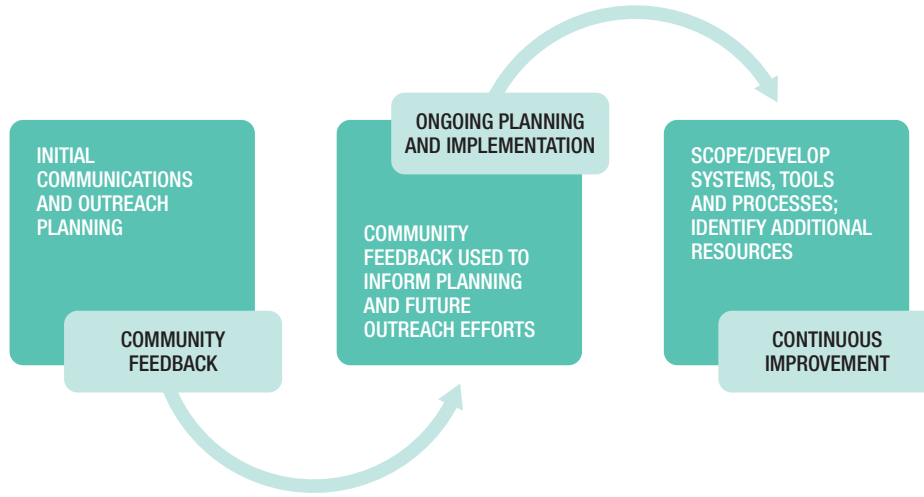 INITIAL
COMMUNICATIONS
AND OUTREACH
PLANNING
COMMUNITY
FEEDBACK
ONGOING PLANNING
AND IMPLEMENTATION
COMMUNITY
FEEDBACK USED TO
INFORM PLANNING
AND FUTURE
OUTREACH EFFORTS
SCOPE/DEVELOP
SYSTEMS, TOOLS
AND PROCESSES;
IDENTIFY ADDITIONAL
RESOURCES
CONTINUOUS
IMPROVEMENT